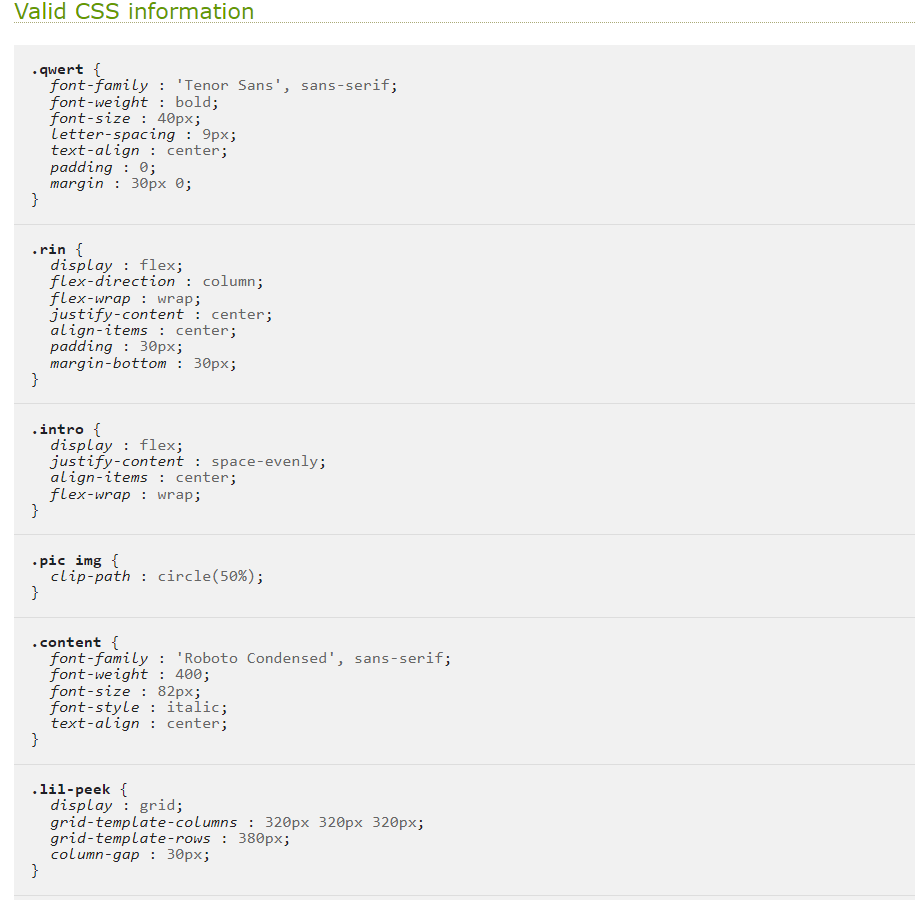 Valid CSS information
.qwert {
font-family : 'Tenor Sans', sans-serif;
font-weight : bold;
font-size : 40px;
letter-spacing : 9px;
text-align : center;
padding : 0;
margin : 30px 0;
}
.rin {
display : flex;
flex-direction : column;
flex-wrap : wrap;
justify-content : center;
align-items : center;
padding : 30px;
margin-bottom : 30px;
}
.intro {
display : flex;
justify-content : space-evenly;
align-items : center;
flex-wrap : wrap;
}
.pic img {
clip-path : circle(50%);
}
.content {
font-family : 'Roboto Condensed', sans-serif;
font-weight : 400;
font-size : 82px;
font-style : italic;
text-align : center;
}
.lil-peek {
display : grid;
grid-template-columns : 320px 320px 320px;
grid-template-rows : 380px;
column-gap : 30px;
}